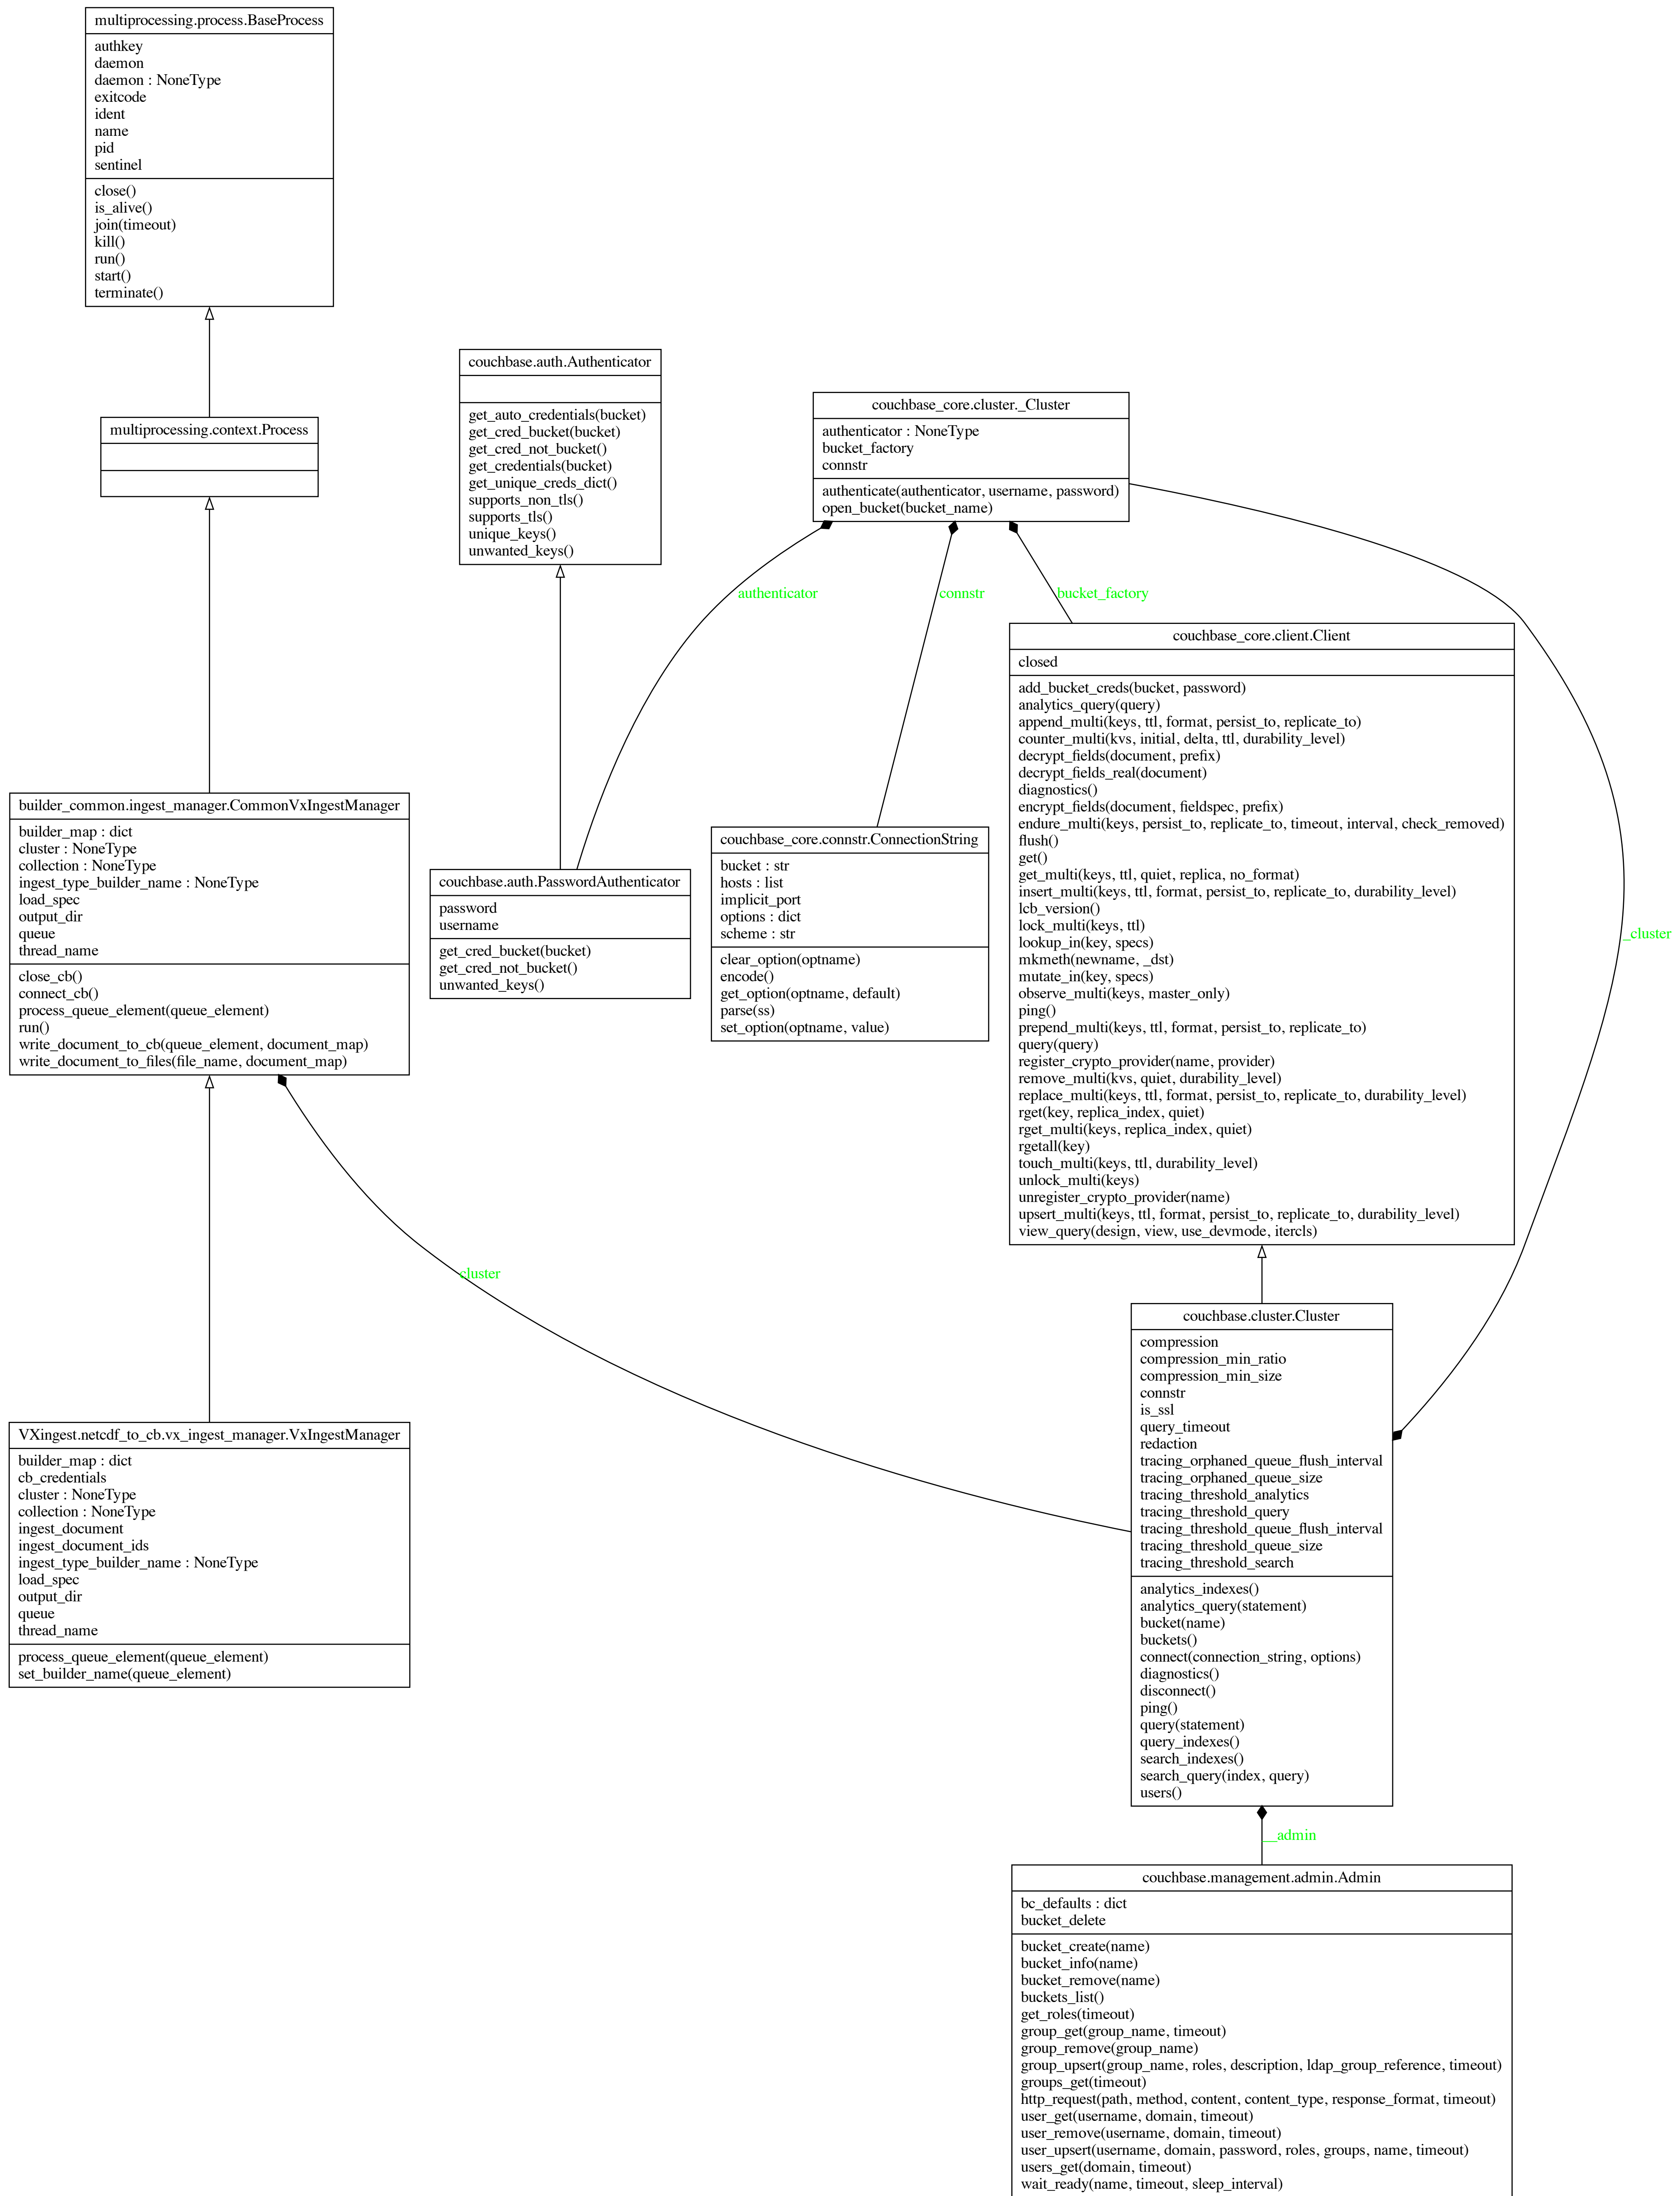 multiprocessing.process.BaseProcess
authkey
daemon
daemon : NoneType
exitcode
ident
name
pid
sentinel
close()
is_alive()
join(timeout)
kill()
run()
start()
terminate()
multiprocessing.context.Process
couchbase.auth.Authenticator
get_auto_credentials(bucket)
get_cred_bucket(bucket)
get_cred_not_bucket()
get_credentials(bucket)
get_unique_creds_dict()
supports_non_tls()
supports_tls()
unique_keys()
unwanted_keys()
couchbase_core.cluster._Cluster
authenticator : NoneType
bucket_factory
connstr
authenticate(authenticator, username, password)
open_bucket(bucket_name)
authenticator
connstr
bucket_factory
couchbase_core.client.Client
closed
add_bucket_creds(bucket, password)
analytics_query(query)
append_multi(keys, ttl, format, persist_to, replicate_to)
counter_multi(kvs, initial, delta, ttl, durability_level)
decrypt_fields(document, prefix)
decrypt_fields_real(document)
diagnostics()
encrypt_fields(document, fieldspec, prefix)
endure_multi(keys, persist_to, replicate_to, timeout, interval, check_removed)
flush()
get()
get_multi(keys, ttl, quiet, replica, no_format)
insert_multi(keys, ttl, format, persist_to, replicate_to, durability_level)
lcb_version()
lock_multi(keys, ttl)
lookup_in(key, specs)
mkmeth(newname, _dst)
mutate_in(key, specs)
observe_multi(keys, master_only)
ping()
prepend_multi(keys, ttl, format, persist_to, replicate_to)
query(query)
register_crypto_provider(name, provider)
remove_multi(kvs, quiet, durability_level)
replace_multi(keys, ttl, format, persist_to, replicate_to, durability_level)
rget(key, replica_index, quiet)
rget_multi(keys, replica_index, quiet)
rgetall(key)
touch_multi(keys, ttl, durability_level)
unlock_multi(keys)
unregister_crypto_provider(name)
upsert_multi(keys, ttl, format, persist_to, replicate_to, durability_level)
view_query(design, view, use_devmode, itercls)
_cluster
builder_common.ingest_manager.CommonVxIngestManager
builder_map : dict
cluster : NoneType
collection : NoneType
ingest_type_builder_name : NoneType
load_spec
output_dir
queue
thread_name
close_cb()
connect_cb()
process_queue_element(queue_element)
run()
write_document_to_cb(queue_element, document_map)
write_document_to_files(file_name, document_map)
couchbase.auth.PasswordAuthenticator
password
username
get_cred_bucket(bucket)
get_cred_not_bucket()
unwanted_keys()
couchbase_core.connstr.ConnectionString
bucket : str
hosts : list
implicit_port
options : dict
scheme : str
clear_option(optname)
encode()
get_option(optname, default)
parse(ss)
set_option(optname, value)
cluster
couchbase.cluster.Cluster
compression
compression_min_ratio
compression_min_size
connstr
is_ssl
query_timeout
redaction
tracing_orphaned_queue_flush_interval
tracing_orphaned_queue_size
tracing_threshold_analytics
tracing_threshold_query
tracing_threshold_queue_flush_interval
tracing_threshold_queue_size
tracing_threshold_search
analytics_indexes()
analytics_query(statement)
bucket(name)
buckets()
connect(connection_string, options)
diagnostics()
disconnect()
ping()
query(statement)
query_indexes()
search_indexes()
search_query(index, query)
users()
VXingest.netcdf_to_cb.vx_ingest_manager.VxIngestManager
builder_map : dict
cb_credentials
cluster : NoneType
collection : NoneType
ingest_document
ingest_document_ids
ingest_type_builder_name : NoneType
load_spec
output_dir
queue
thread_name
process_queue_element(queue_element)
set_builder_name(queue_element)
__admin
couchbase.management.admin.Admin
bc_defaults : dict
bucket_delete
bucket_create(name)
bucket_info(name)
bucket_remove(name)
buckets_list()
get_roles(timeout)
group_get(group_name, timeout)
group_remove(group_name)
group_upsert(group_name, roles, description, ldap_group_reference, timeout)
groups_get(timeout)
http_request(path, method, content, content_type, response_format, timeout)
user_get(username, domain, timeout)
user_remove(username, domain, timeout)
user_upsert(username, domain, password, roles, groups, name, timeout)
users_get(domain, timeout)
wait_ready(name, timeout, sleep_interval)